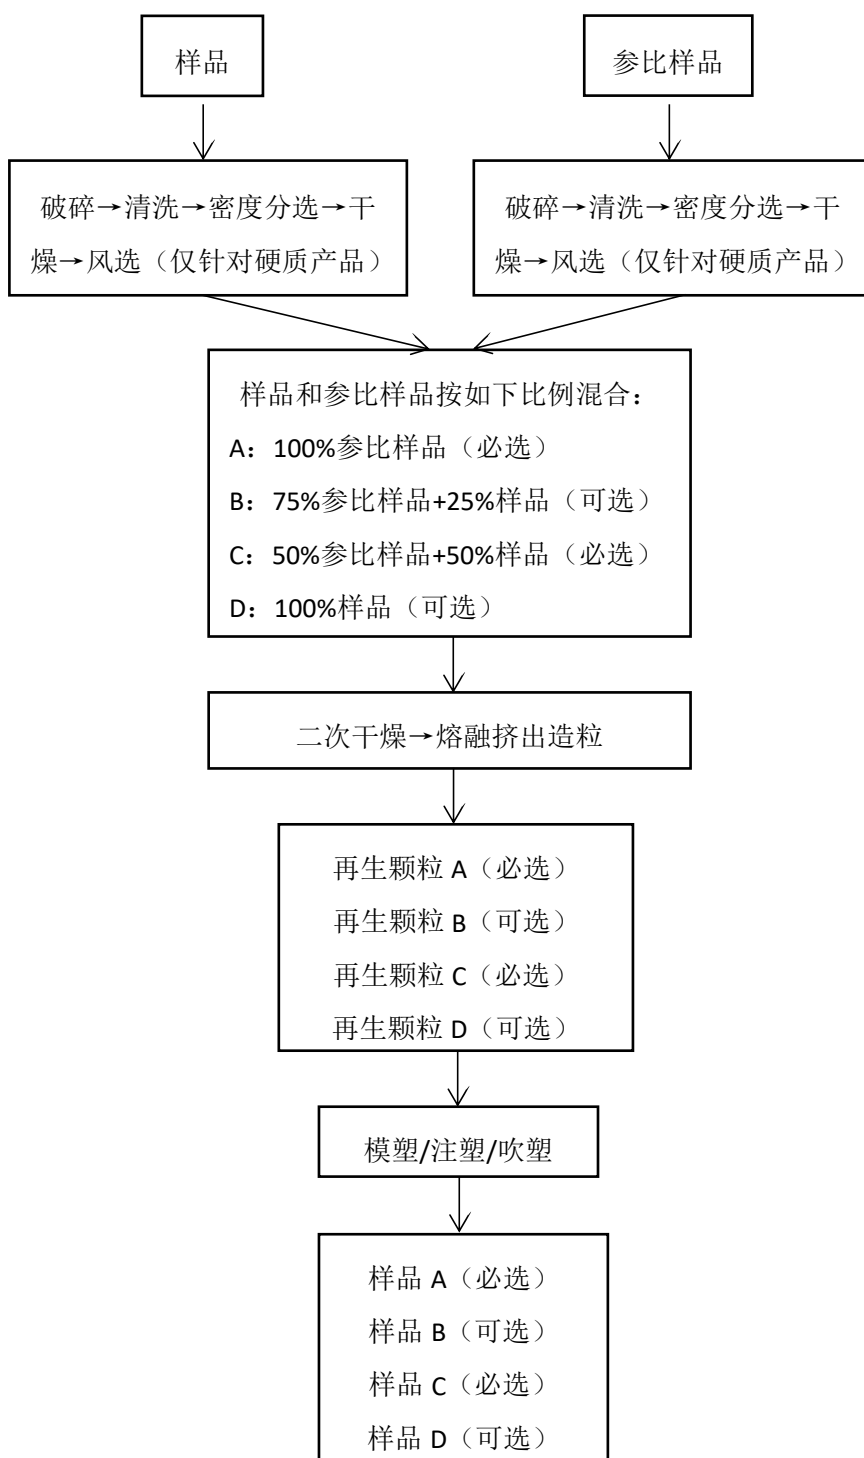 样品
参比样品
破碎→清洗→密度分选→干
燥→风选（仅针对硬质产品）
破碎→清洗→密度分选→干
燥→风选（仅针对硬质产品）
样品和参比样品按如下比例混合：
A：100%参比样品（必选）
B：75%参比样品+25%样品（可选）
C：50%参比样品+50%样品（必选）
D：100%样品（可选）
二次干燥→熔融挤出造粒
再生颗粒 A（必选）
再生颗粒 B（可选）
再生颗粒 C（必选）
再生颗粒 D（可选）
模塑/注塑/吹塑
样品 A（必选）
样品 B（可选）
样品 C（必选）
样品 D（可选）